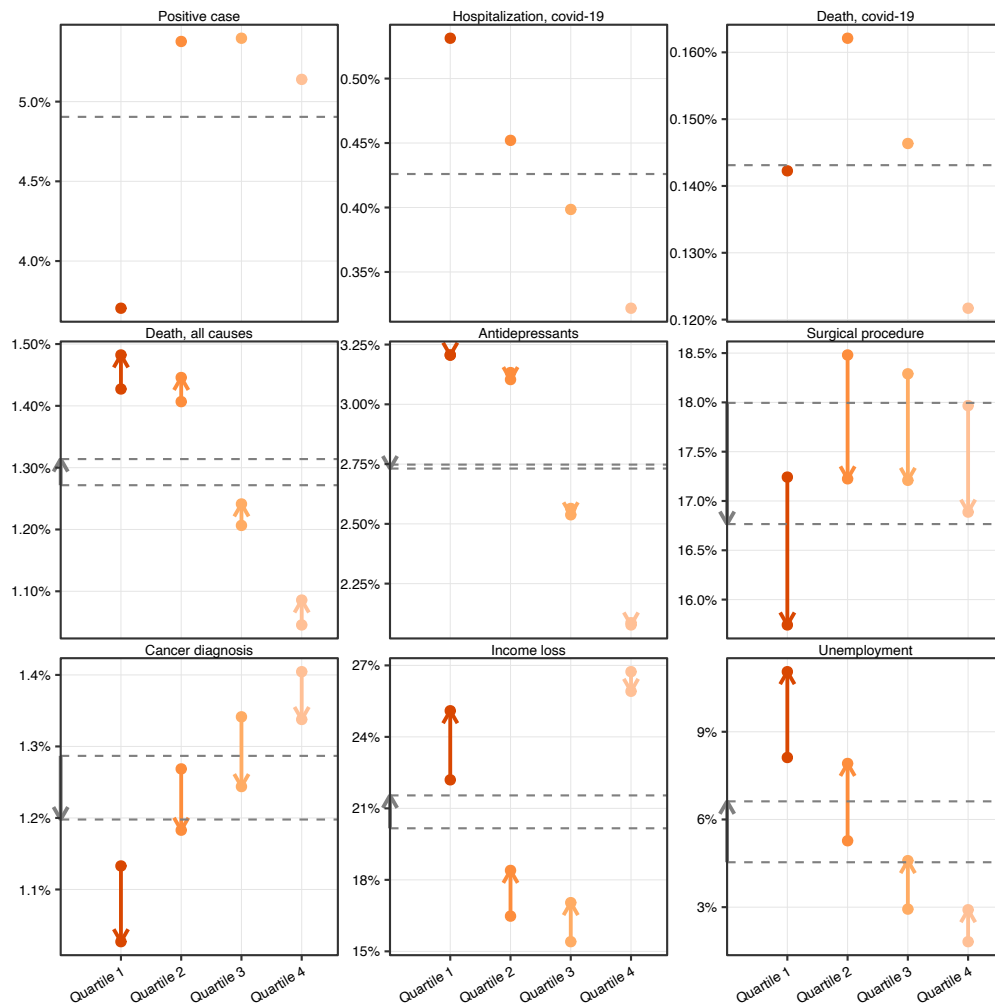 Positive case
5.0%
4.5%
4.0%
Hospitalization, covid-19
0.50%
0.45%
0.40%
0.35%
Death, covid-19
0.160%
0.150%
0.140%
0.130%
0.120%
Death, all causes
1.50%
1.40%
1.30%
1.20%
1.10%
Antidepressants
3.25%
3.00%
2.75%
2.50%
2.25%
Surgical procedure
18.5%
18.0%
17.5%
17.0%
16.5%
16.0%
Cancer diagnosis
1.4%
1.3%
1.2%
1.1%
Quartile 1
Quartile 2
Quartile 3
Quartile 4
Income loss
27%
24%
21%
18%
15%
Quartile 1
Quartile 2
Quartile 3
Quartile 4
Unemployment
9%
6%
3%
Quartile 1
Quartile 2
Quartile 3
Quartile 4